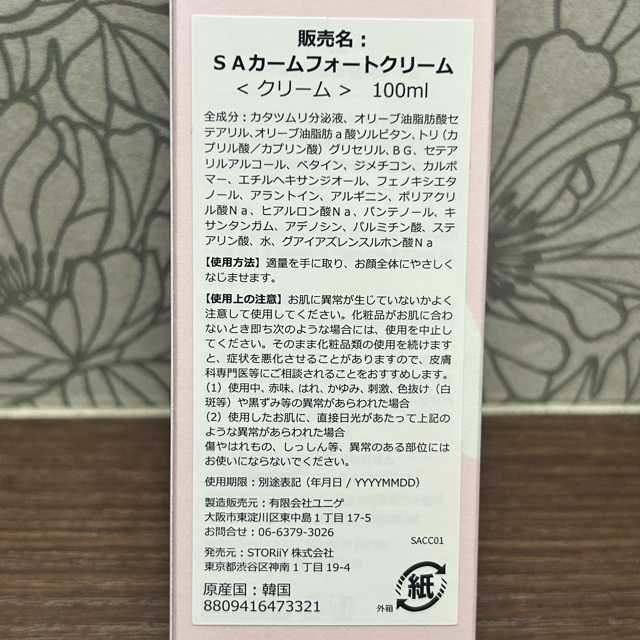 販売名：
ＳＡカームフォートクリーム
＜ クリーム ＞　100ml
全成分：カタツムリ分泌液、オリーブ油脂肪酸セ
テアリル、オリーブ油脂肪ａ酸ソルビタン、トリ（カ
プリル酸／カプリン酸）グリセリル、ＢＧ、セテア
リルアルコール、ベタイン、ジメチコン、カルボ
マー、エチルヘキサンジオール、フェノキシエタ
ノール、アラントイン、アルギニン、ポリアクリ
ル酸Ｎａ、ヒアルロン酸Ｎａ、パンテノール、キ
サンタンガム、アデノシン、パルミチン酸、ステ
アリン酸、水、グアイアズレンスルホン酸Ｎａ
【使用方法】適量を手に取り、お顔全体にやさしく
なじませます。
【使用上の注意】お肌に異常が生じていないかよく
注意して使用してください。化粧品がお肌に合わ
ないとき即ち次のような場合には、使用を中止し
てください。そのまま化粧品類の使用を続けます
と、症状を悪化させることがありますので、皮膚
科専門医等にご相談されることをおすすめします。
（1）使用中、赤味、はれ、かゆみ、刺激、色抜け（白
斑等）や黒ずみ等の異常があらわれた場合
（2）使用したお肌に、直接日光があたって上記のよ
うな異常があらわれた場合
傷やはれもの、しっしん等、異常のある部位には
お使いにならないでください。
使用期限：別途表記（年月日 / YYYYMMDD）
製造販売元：有限会社ユニゲ
大阪市東淀川区東中島１丁目 17-5
お問合せ：06-6379-3026
SACC01
発売元：STORiiY 株式会社
東京都渋谷区神南１丁目 19-4
原産国：韓国
8809416473321
外箱
紙